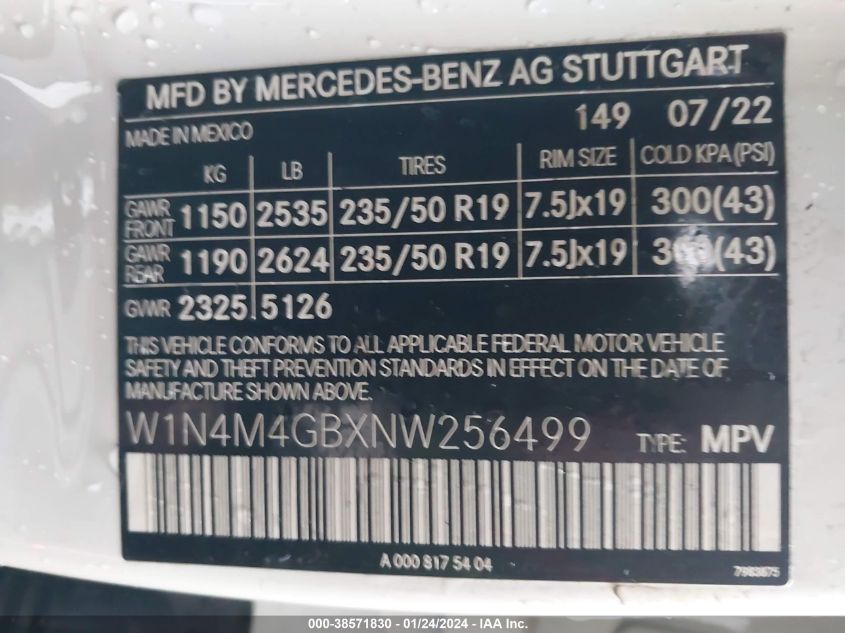 MFD BY MERCEDES-BENZ AG STUTTGART
MADE IN MEXICO 149 07/22
KG LB TIRES RIM SIZE COLD KPA (PSI)
GAWR FRONT 1150 2535 235/50 R19 7.5Jx19 300(43)
GAWR REAR 1190 2624 235/50 R19 7.5Jx19 300(43)
GVWR 2325 5126
THIS VEHICLE CONFORMS TO ALL APPLICABLE FEDERAL MOTOR VEHICLE
SAFETY AND THEFT PREVENTION STANDARDS IN EFFECT ON THE DATE OF
MANUFACTURE SHOWN ABOVE.
W1N4M4GBXNW256499 TYPE: MPV
A 000 817 54 04
7983675
000-38571830 - 01/24/2024 - IAA Inc.